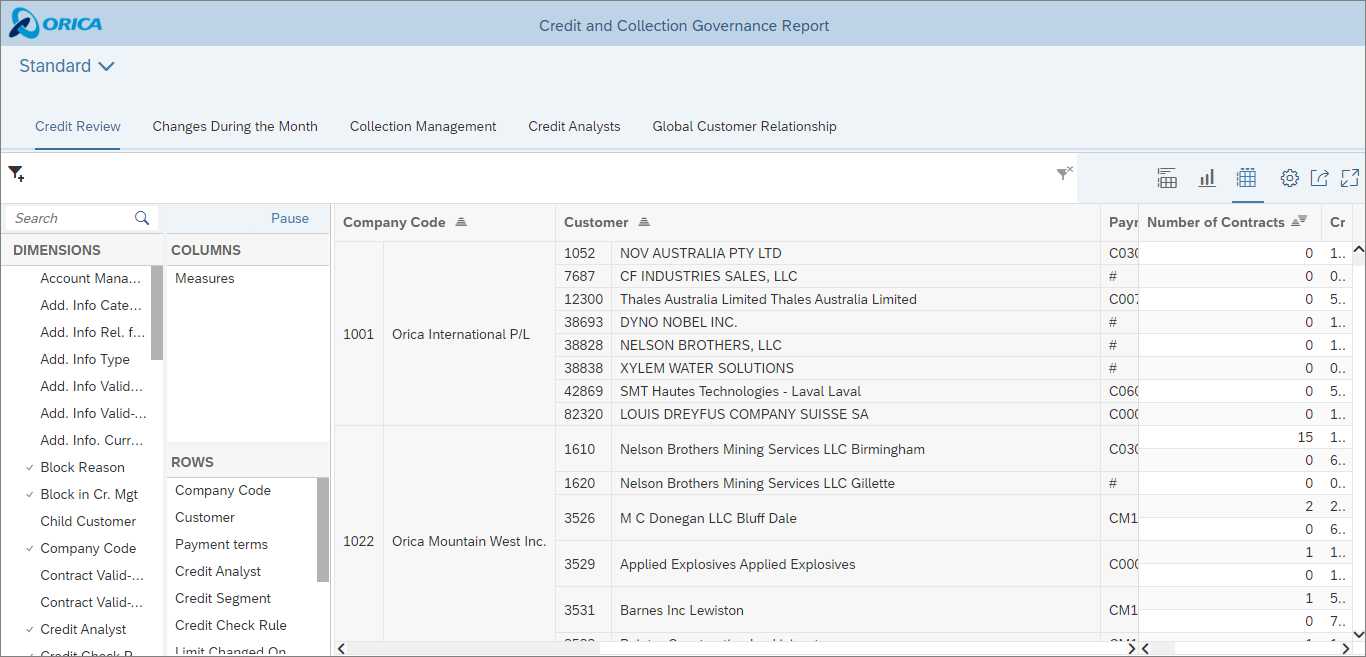 ORICA
Credit and Collection Governance Report
Standard
Credit Review Changes During the Month Collection Management Credit Analysts Global Customer Relationship
Search Pause
DIMENSIONS
Account Mana...
Add. Info Cate...
Add. Info Rel. f...
Add. Info Type
Add. Info Valid...
Add. Info Valid-...
Add. Info. Curr...
Block Reason
Block in Cr. Mgt
Child Customer
Company Code
Contract Valid-...
Contract Valid-...
Credit Analyst
COLUMNS
Measures
ROWS
Company Code
Customer
Payment terms
Credit Analyst
Credit Segment
Credit Check Rule
Limit Changed On
Company Code Customer Payr Number of Contracts Cr
1001 Orica International P/L
1052 NOV AUSTRALIA PTY LTD C030 0 1..
7687 CF INDUSTRIES SALES, LLC # 0 0..
12300 Thales Australia Limited Thales Australia Limited C007 0 5..
38693 DYNO NOBEL INC. # 0 1..
38828 NELSON BROTHERS, LLC # 0 1..
38838 XYLEM WATER SOLUTIONS # 0 0..
42869 SMT Hautes Technologies - Laval Laval C060 0 5..
82320 LOUIS DREYFUS COMPANY SUISSE SA C000 0 1..
1022 Orica Mountain West Inc.
1610 Nelson Brothers Mining Services LLC Birmingham C030 15 1..
0 6..
1620 Nelson Brothers Mining Services LLC Gillette # 0 0..
3526 M C Donegan LLC Bluff Dale CM1 2 2..
0 6..
3529 Applied Explosives Applied Explosives C000 1 1..
0 1..
3531 Barnes Inc Lewiston CM1 1 5..
0 7..